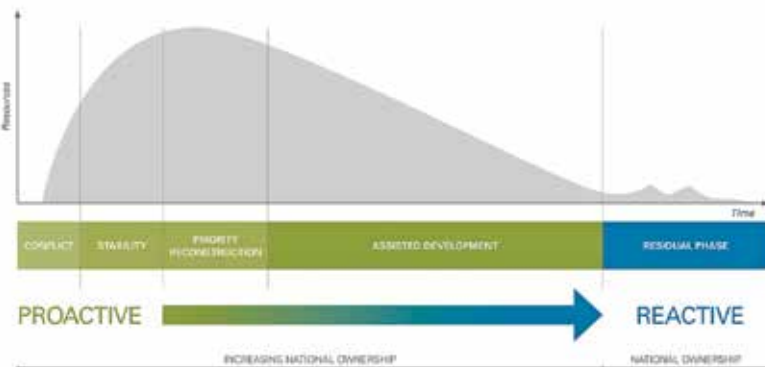 Resources
Time
CONFLICT
STABILITY
PRIORITY
RECONSTRUCTION
ASSISTED DEVELOPMENT
RESIDUAL PHASE
PROACTIVE
REACTIVE
INCREASING NATIONAL OWNERSHIP
NATIONAL OWNERSHIP